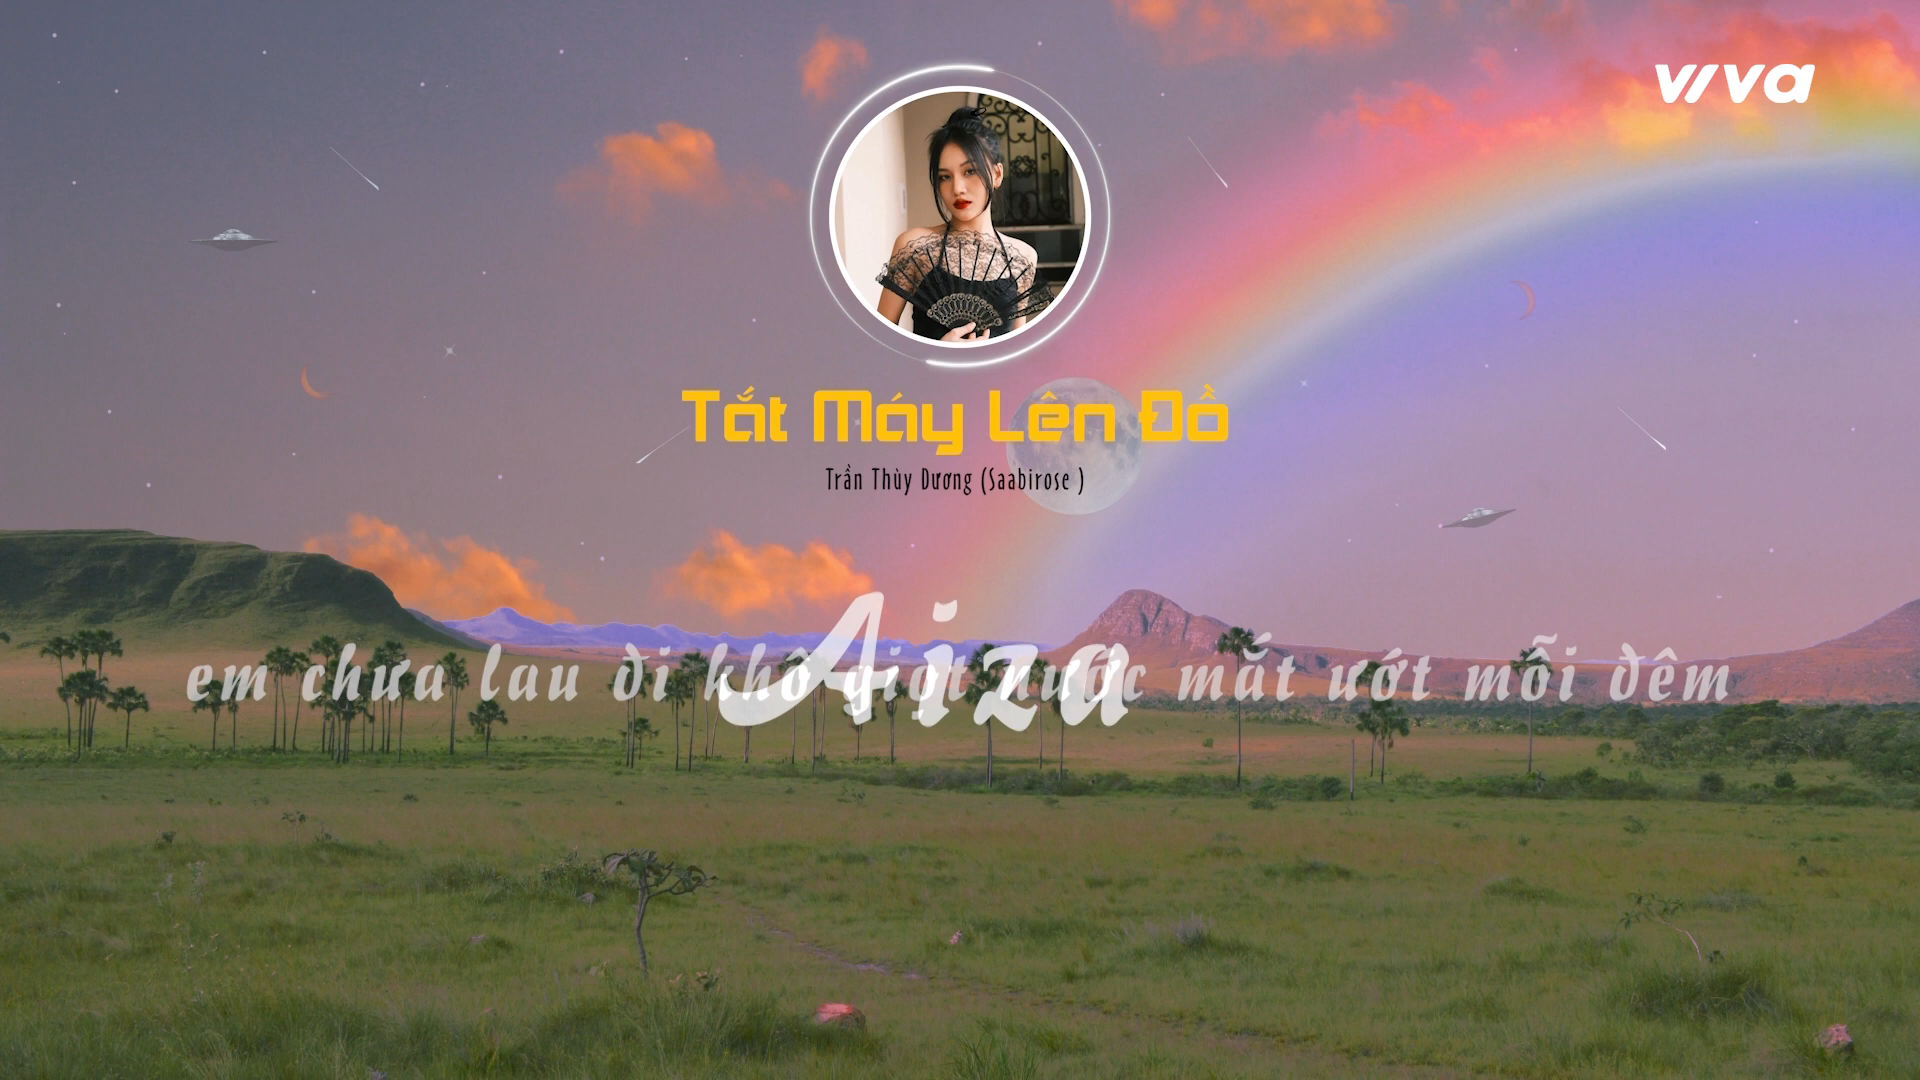 VIVA
Tắt Máy Lên Đồ
Trần Thùy Dương (Saabirose )
Aiza
em chưa lau đi khô giọt nước mắt ướt mỗi đêm